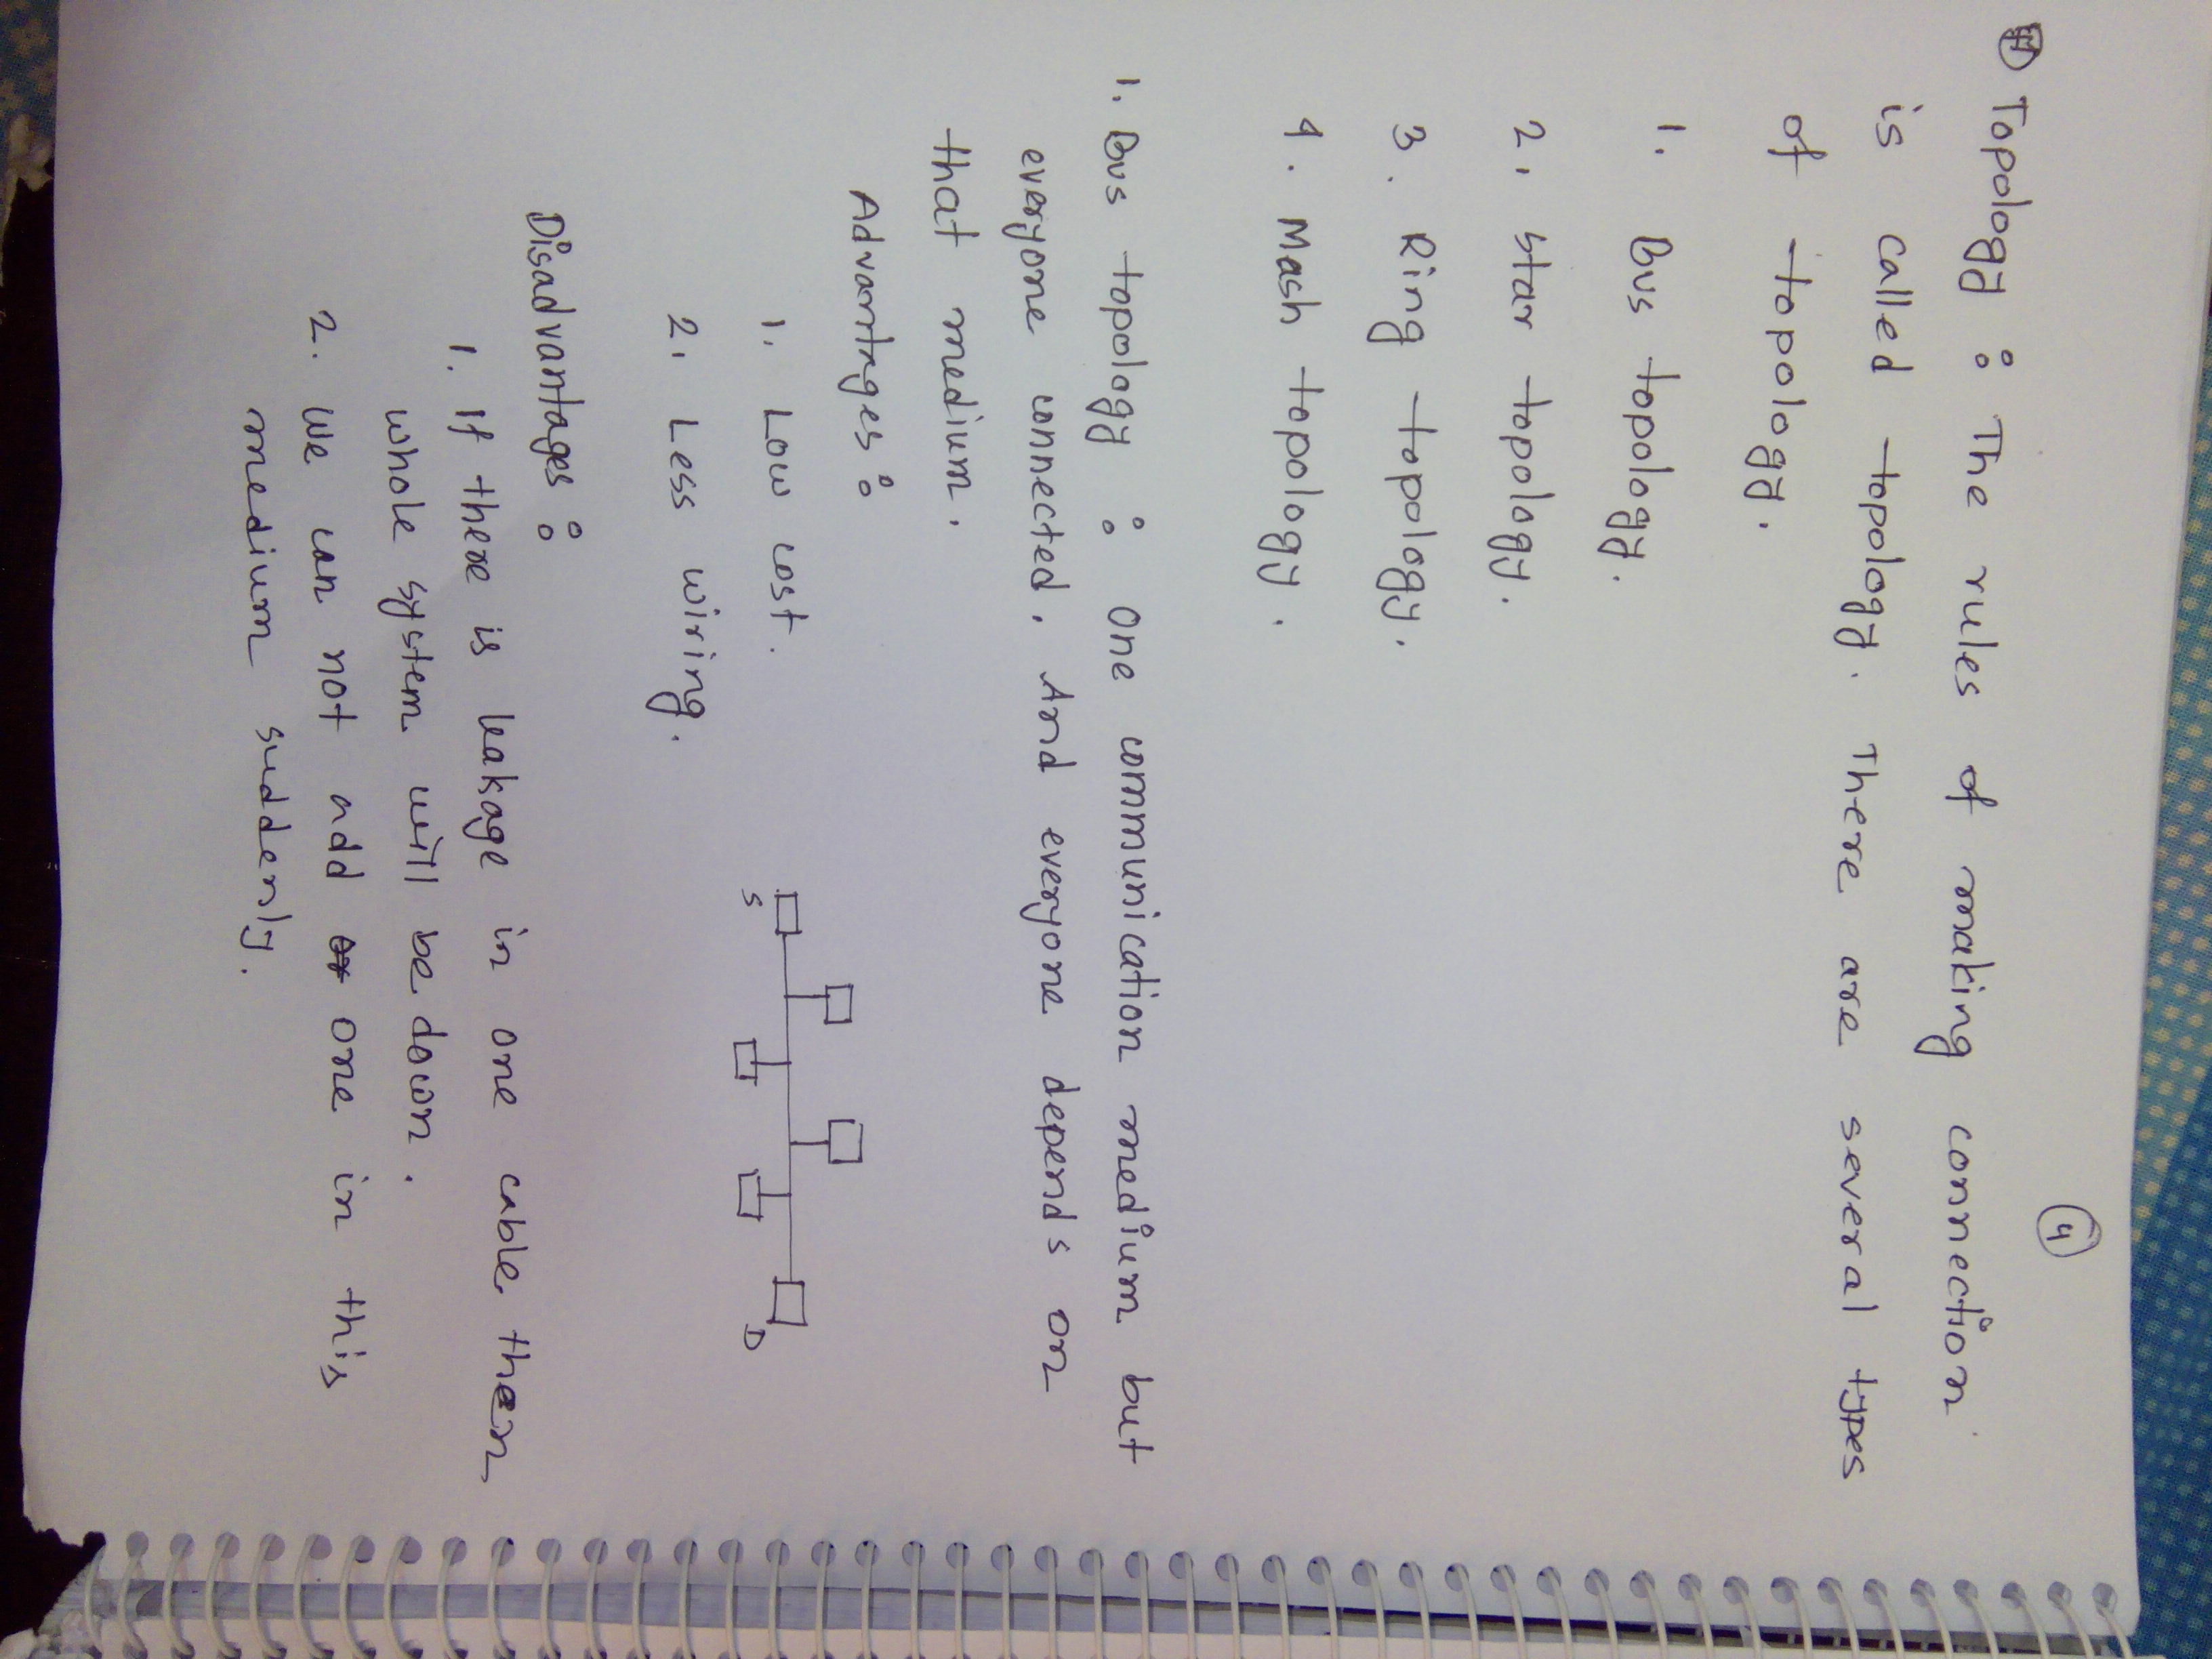 4
Topology : The rules of making connection
is called topology. There are several types
of topology.
1. Bus topology.
2. Star topology.
3. Ring topology.
4. Mash topology.
1. Bus topology : One communication medium but
everyone connected. And everyone depends on
that medium.
Advantages :
1. Low cost.
S D
2. Less wiring.
Disadvantages :
1. If there is leakage in one cable then
whole system will be down.
2. We can not add one in this
medium suddenly.